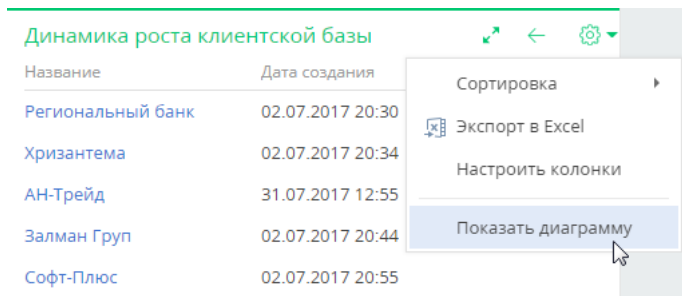 Динамика роста клиентской базы
Название Дата создания
Региональный банк 02.07.2017 20:30
Хризантема 02.07.2017 20:34
АН-Трейд 31.07.2017 12:55
Залман Груп 02.07.2017 20:44
Софт-Плюс 02.07.2017 20:55
Сортировка
Экспорт в Excel
Настроить колонки
Показать диаграмму